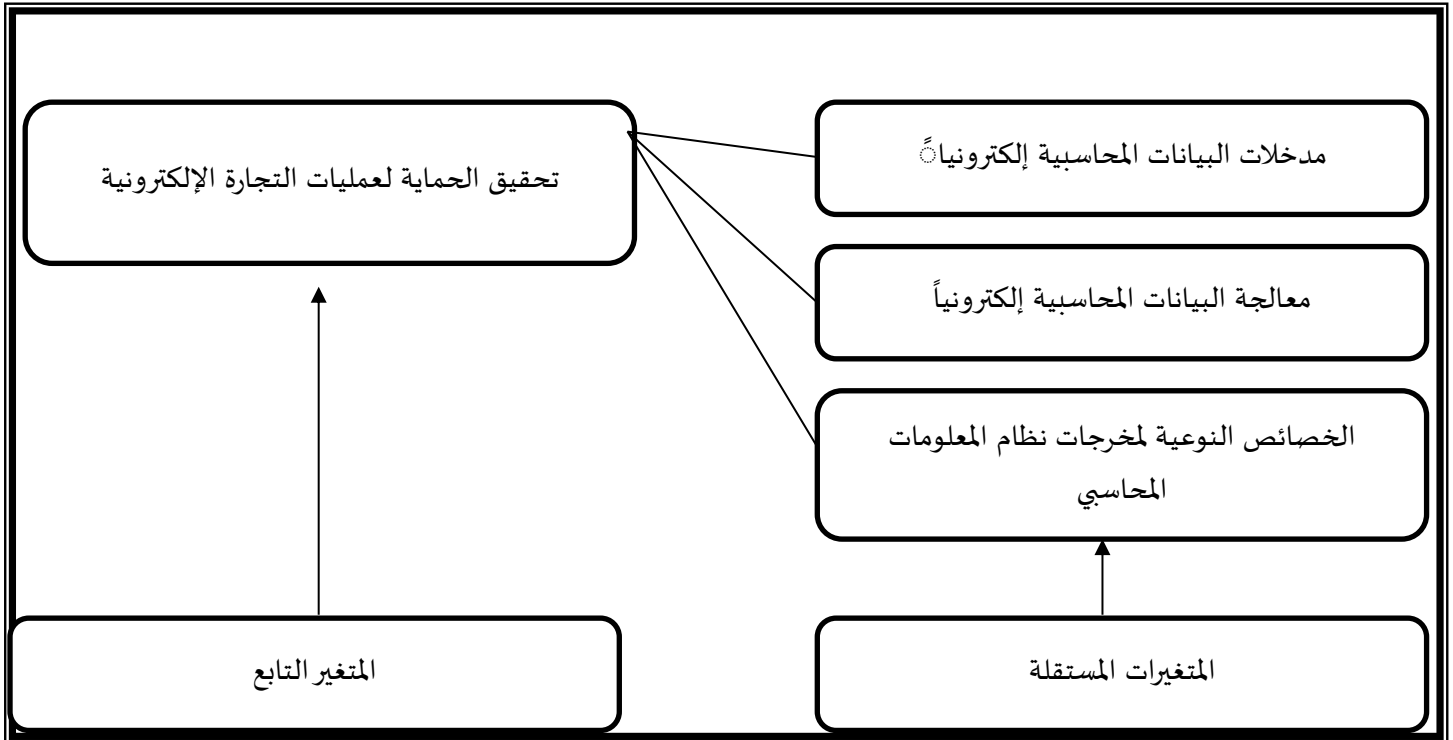 مدخلات البيانات المحاسبية إلكترونياً
تحقيق الحماية لعمليات التجارة الإلكترونية
معالجة البيانات المحاسبية إلكترونياً
الخصائص النوعية لمخرجات نظام المعلومات
المحاسبي
المتغيرات المستقلة
المتغير التابع